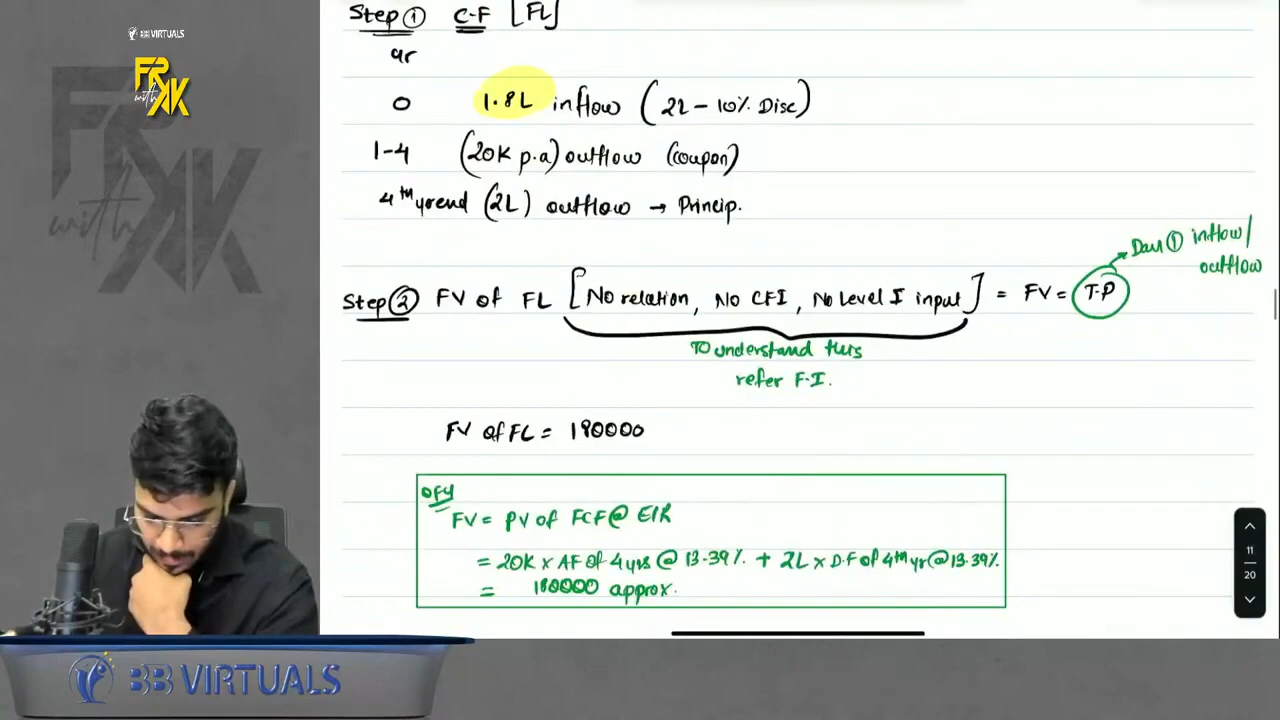 Step ① C.F [FL]
BB VIRTUALS
yr
FR
with
AK
0 1.8L inflow (2L - 10% Disc)
1-4 (20K p.a) outflow (coupon)
4th yr end (2L) outflow → Princip.
Day ① inflow/
outflow
Step ② FV of FL [No relation, No CFI, No Level I input] = FV = T.P
To understand this
refer F.I.
FV of FL = 180000
OFY
FV = PV of FCF @ EIR
= 20K x AF of 4 yrs @ 13.39% + 2L x D.F of 4th yr @ 13.39%
= 180000 approx.
11
20
BB VIRTUALS